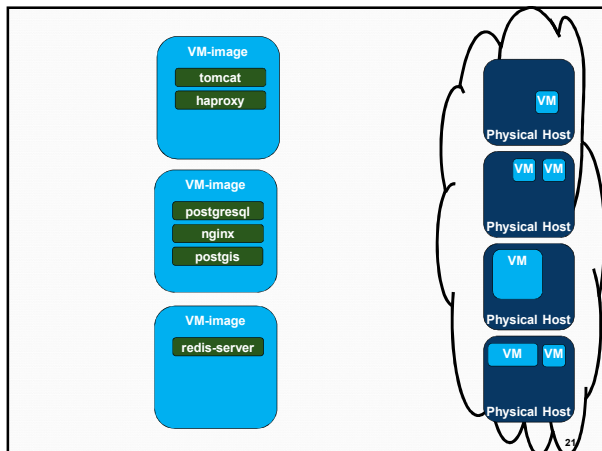 VM-image
tomcat
haproxy
VM-image
postgresql
nginx
postgis
VM-image
redis-server
VM
Physical Host
VM VM
Physical Host
VM
Physical Host
VM VM
Physical Host
21